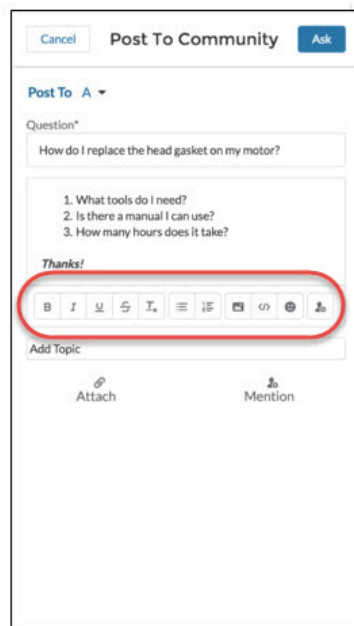 Cancel Post To Community Ask
Post To A
Question*
How do I replace the head gasket on my motor?
1. What tools do I need?
2. Is there a manual I can use?
3. How many hours does it take?
Thanks!
B I U S Tx
Add Topic
Attach Mention